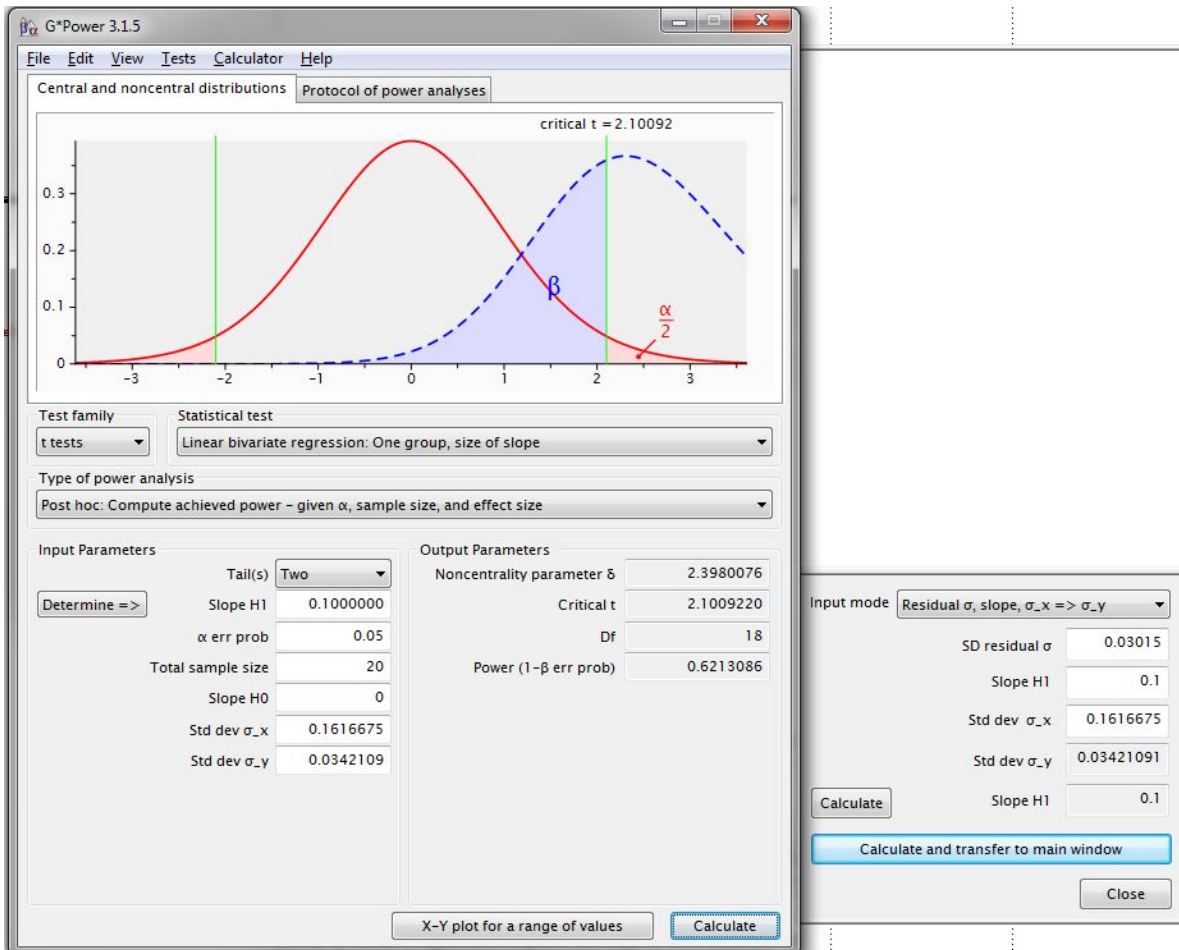 G*Power 3.1.5
File Edit View Tests Calculator Help
Central and noncentral distributions Protocol of power analyses
critical t = 2.10092
0.3
0.2
0.1
0
β
α
2
-3 -2 -1 0 1 2 3
Test family Statistical test
t tests Linear bivariate regression: One group, size of slope
Type of power analysis
Post hoc: Compute achieved power – given α, sample size, and effect size
Input Parameters
Tail(s) Two
Determine => Slope H1 0.1000000
α err prob 0.05
Total sample size 20
Slope H0 0
Std dev σ_x 0.1616675
Std dev σ_y 0.0342109
Output Parameters
Noncentrality parameter δ 2.3980076
Critical t 2.1009220
Df 18
Power (1-β err prob) 0.6213086
X-Y plot for a range of values Calculate
Input mode Residual σ, slope, σ_x => σ_y
SD residual σ 0.03015
Slope H1 0.1
Std dev σ_x 0.1616675
Std dev σ_y 0.03421091
Calculate Slope H1 0.1
Calculate and transfer to main window
Close